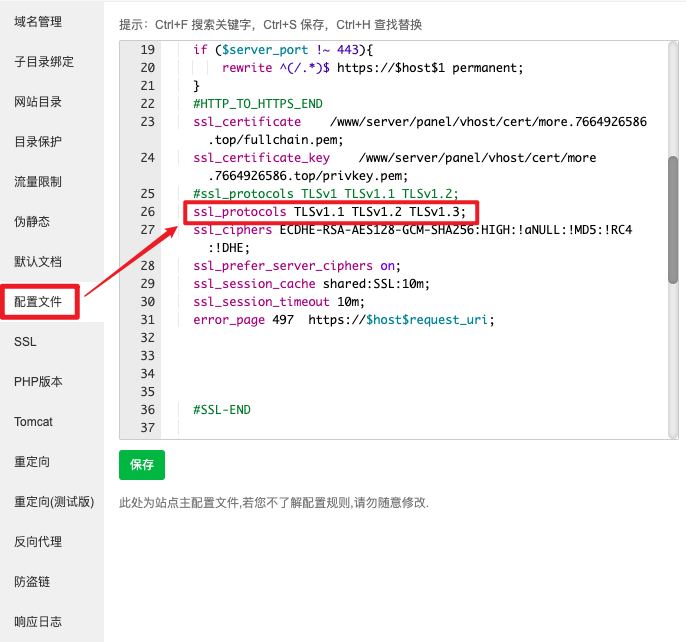 域名管理
子目录绑定
网站目录
目录保护
流量限制
伪静态
默认文档
配置文件
SSL
PHP版本
Tomcat
重定向
重定向(测试版)
反向代理
防盗链
响应日志
提示：Ctrl+F 搜索关键字，Ctrl+S 保存，Ctrl+H 查找替换
19 if ($server_port !~ 443){
20 rewrite ^(/.*)$ https://$host$1 permanent;
21 }
22 #HTTP_TO_HTTPS_END
23 ssl_certificate /www/server/panel/vhost/cert/more.7664926586
.top/fullchain.pem;
24 ssl_certificate_key /www/server/panel/vhost/cert/more
.7664926586.top/privkey.pem;
25 #ssl_protocols TLSv1 TLSv1.1 TLSv1.2;
26 ssl_protocols TLSv1.1 TLSv1.2 TLSv1.3;
27 ssl_ciphers ECDHE-RSA-AES128-GCM-SHA256:HIGH:!aNULL:!MD5:!RC4
:!DHE;
28 ssl_prefer_server_ciphers on;
29 ssl_session_cache shared:SSL:10m;
30 ssl_session_timeout 10m;
31 error_page 497 https://$host$request_uri;
32
33
34
35
36 #SSL-END
37
保存
此处为站点主配置文件,若您不了解配置规则,请勿随意修改.